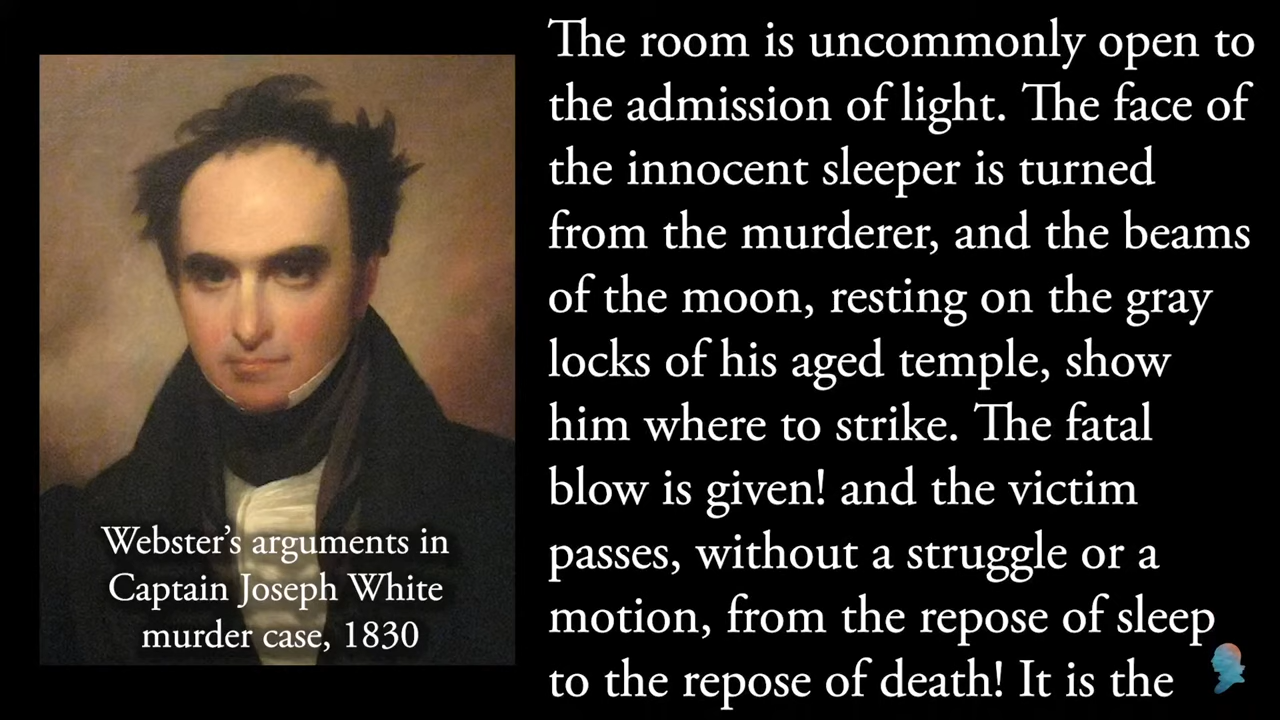 The room is uncommonly open to
the admission of light. The face of
the innocent sleeper is turned
from the murderer, and the beams
of the moon, resting on the gray
locks of his aged temple, show
him where to strike. The fatal
blow is given! and the victim
passes, without a struggle or a
motion, from the repose of sleep
to the repose of death! It is the
Webster’s arguments in
Captain Joseph White
murder case, 1830